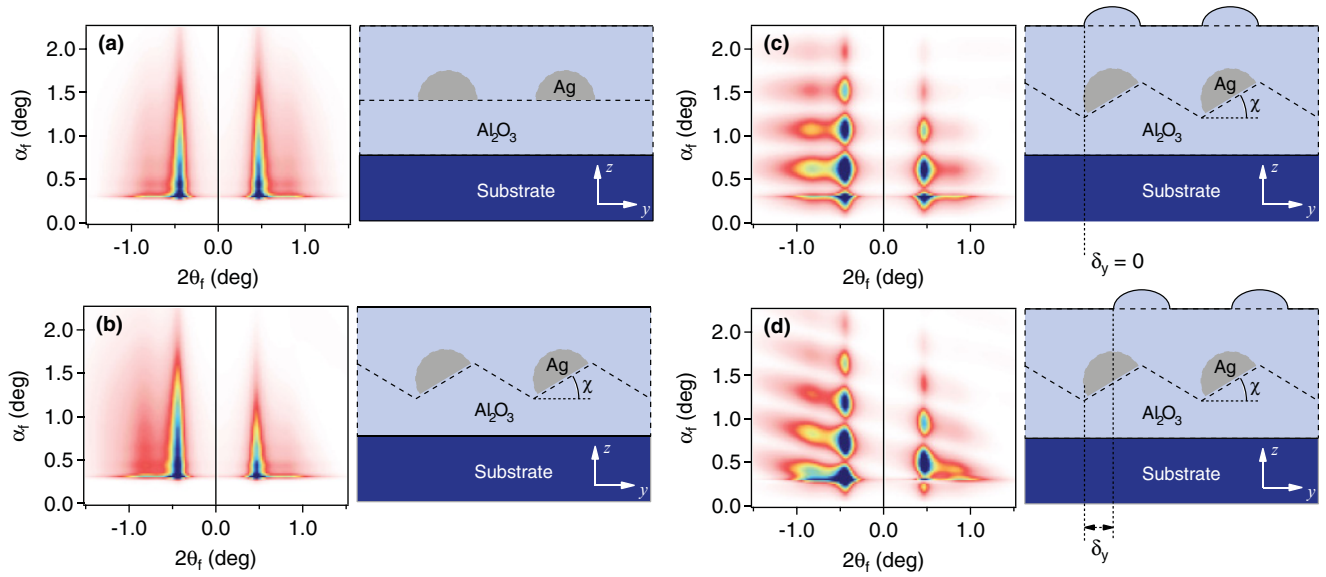 (a)
2.0
1.5
1.0
0.5
0.0
αf (deg)
-1.0 0.0 1.0
2θf (deg)
Ag
Al2O3
Substrate
z
y
(b)
2.0
1.5
1.0
0.5
0.0
αf (deg)
-1.0 0.0 1.0
2θf (deg)
Ag
χ
Al2O3
Substrate
z
y
(c)
2.0
1.5
1.0
0.5
0.0
αf (deg)
-1.0 0.0 1.0
2θf (deg)
Ag
χ
Al2O3
Substrate
z
y
δy = 0
(d)
2.0
1.5
1.0
0.5
0.0
αf (deg)
-1.0 0.0 1.0
2θf (deg)
Ag
χ
Al2O3
Substrate
z
y
δy